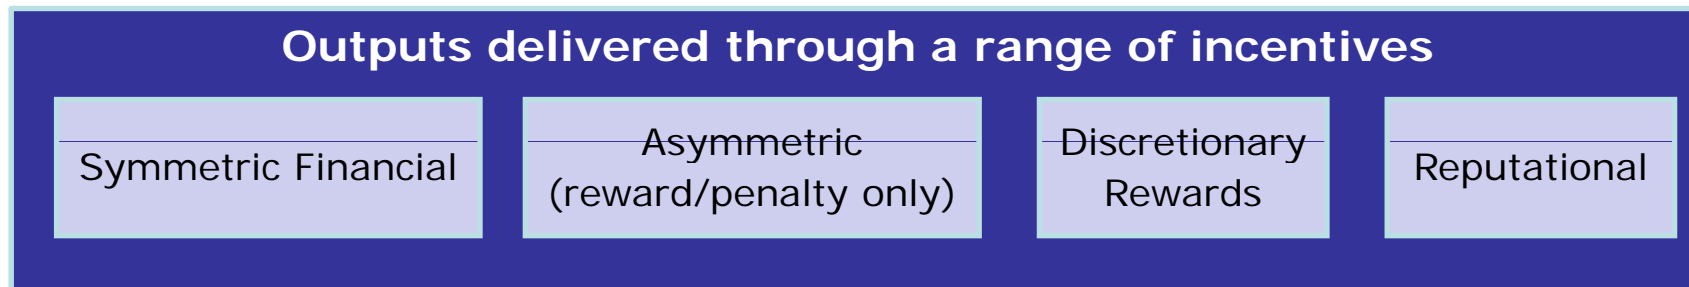 Outputs delivered through a range of incentives
Symmetric Financial
Asymmetric
(reward/penalty only)
Discretionary
Rewards
Reputational